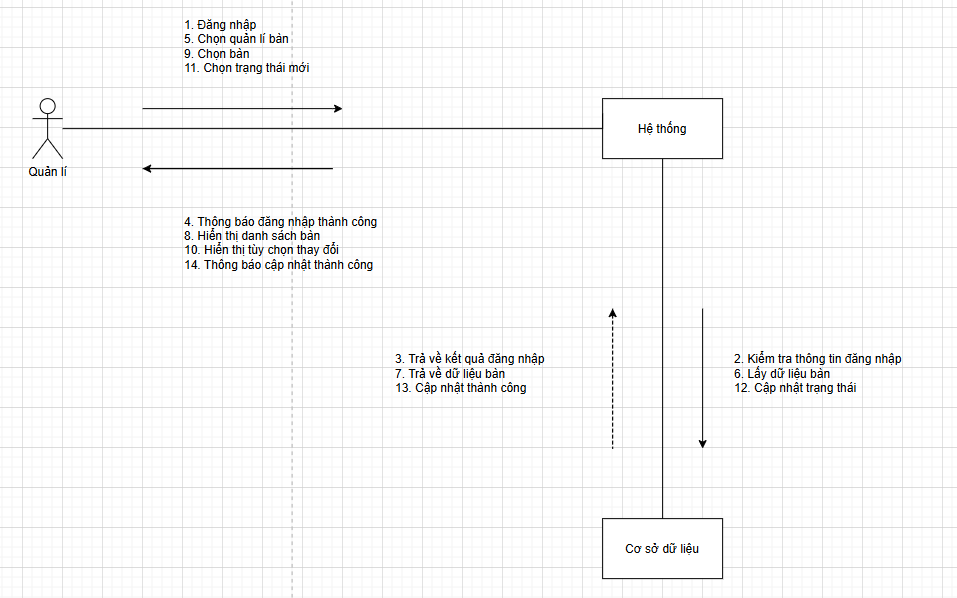 1. Đăng nhập
5. Chọn quản lí bàn
9. Chọn bàn
11. Chọn trạng thái mới
Hệ thống
Quản lí
4. Thông báo đăng nhập thành công
8. Hiển thị danh sách bàn
10. Hiển thị tùy chọn thay đổi
14. Thông báo cập nhật thành công
3. Trả về kết quả đăng nhập
7. Trả về dữ liệu bàn
13. Cập nhật thành công
2. Kiểm tra thông tin đăng nhập
6. Lấy dữ liệu bàn
12. Cập nhật trạng thái
Cơ sở dữ liệu